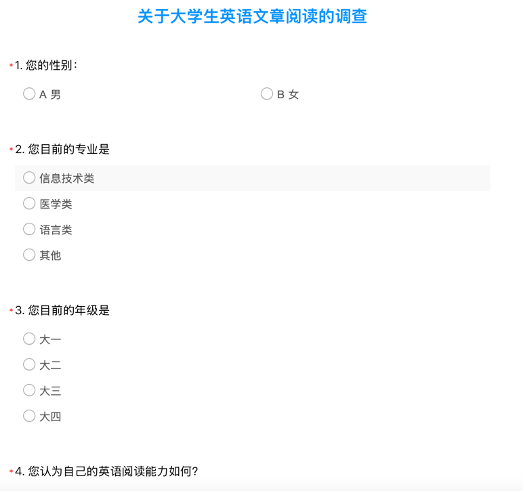 关于大学生英语文章阅读的调查
*1. 您的性别：
A 男 B 女
*2. 您目前的专业是
信息技术类
医学类
语言类
其他
*3. 您目前的年级是
大一
大二
大三
大四
*4. 您认为自己的英语阅读能力如何?